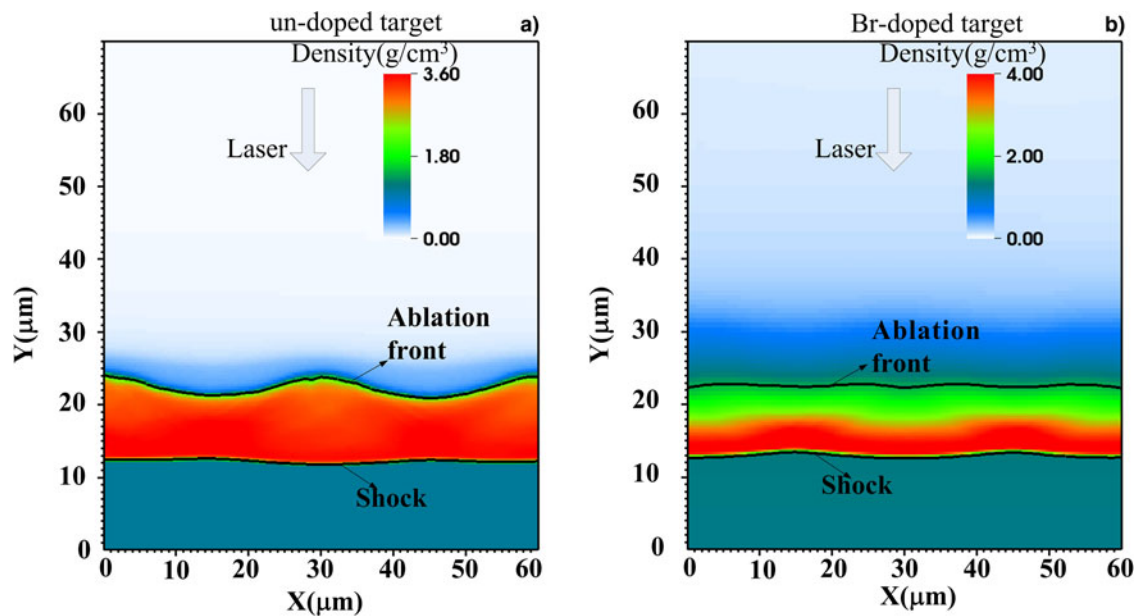 un-doped target
a)
Density(g/cm³)
3.60
1.80
0.00
Laser
Ablation
front
Shock
60
50
40
30
20
10
0
Y(μm)
0
10
20
30
40
50
60
X(μm)
Br-doped target
b)
Density(g/cm³)
4.00
2.00
0.00
Laser
Ablation
front
Shock
60
50
40
30
20
10
0
Y(μm)
0
10
20
30
40
50
60
X(μm)